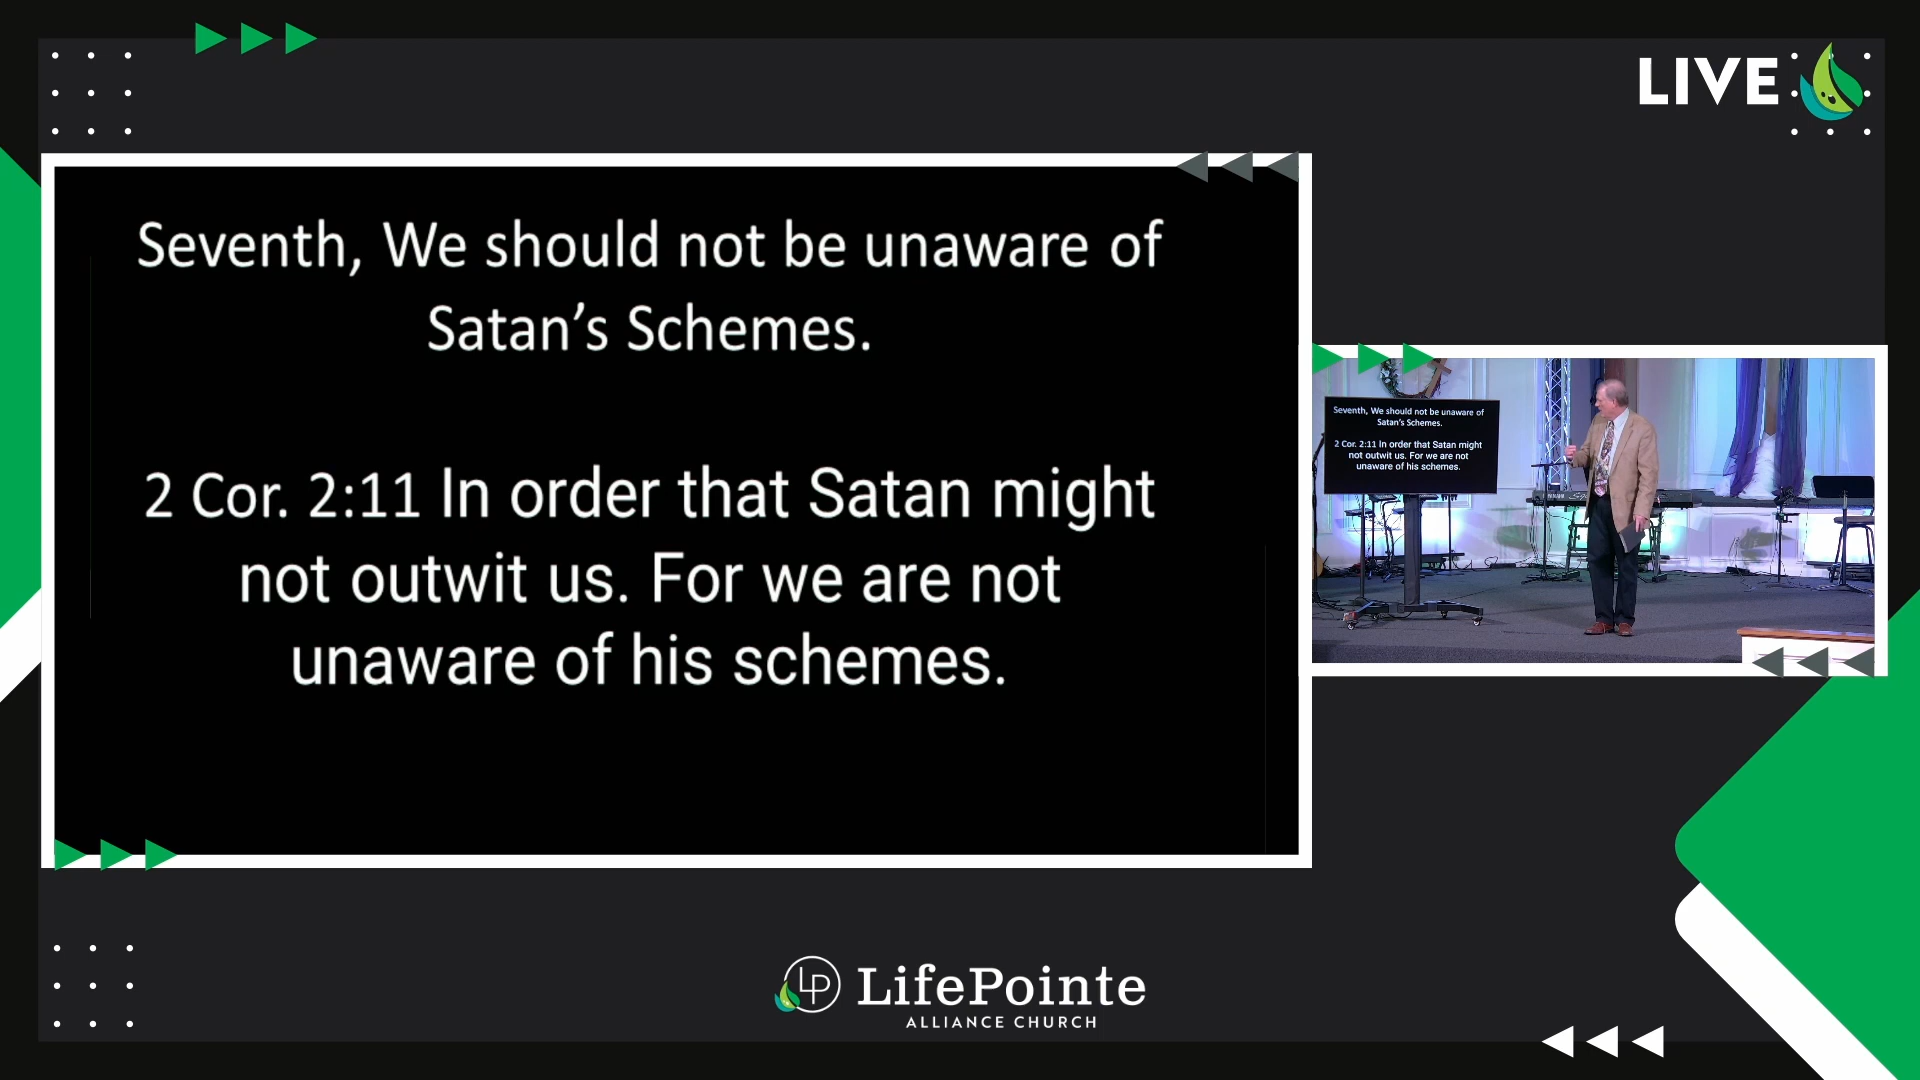 LIVE
Seventh, We should not be unaware of
Satan’s Schemes.
2 Cor. 2:11 In order that Satan might
not outwit us. For we are not
unaware of his schemes.
Seventh, We should not be unaware of
Satan’s Schemes.
2 Cor. 2:11 In order that Satan might
not outwit us. For we are not
unaware of his schemes.
YAMAHA
LP LifePointe
ALLIANCE CHURCH